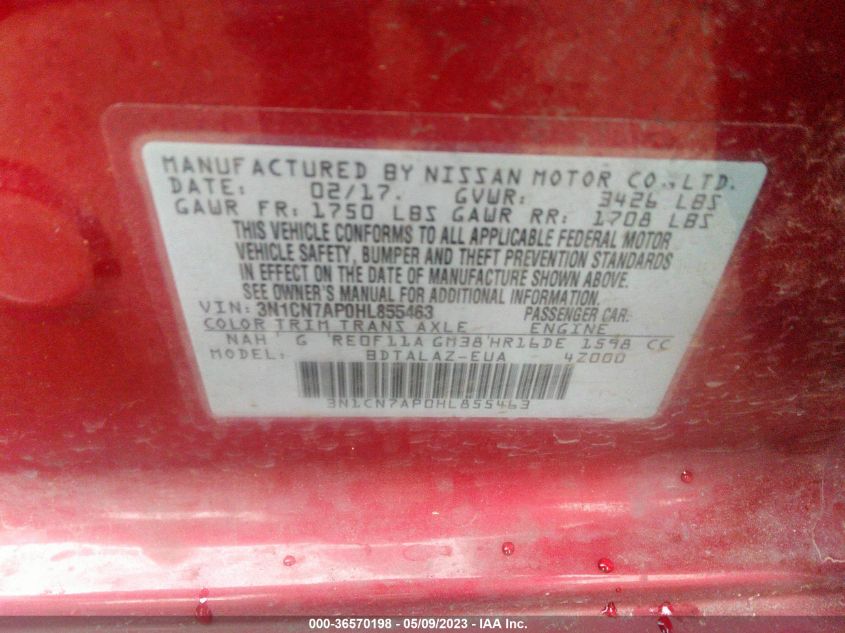 MANUFACTURED BY NISSAN MOTOR CO., LTD.
DATE: 02/17. GVWR: 3426 LBS
GAWR FR: 1750 LBS GAWR RR: 1708 LBS
THIS VEHICLE CONFORMS TO ALL APPLICABLE FEDERAL MOTOR
VEHICLE SAFETY, BUMPER AND THEFT PREVENTION STANDARDS
IN EFFECT ON THE DATE OF MANUFACTURE SHOWN ABOVE.
SEE OWNER'S MANUAL FOR ADDITIONAL INFORMATION.
VIN: 3N1CN7AP0HL855463 PASSENGER CAR:
COLOR TRIM TRANS AXLE ENGINE
NAH G RE0F11A GM38 HR16DE 1598 CC
MODEL: BDTALAZ-EUA 4Z000
3N1CN7AP0HL855463
000-36570198 - 05/09/2023 - IAA Inc.